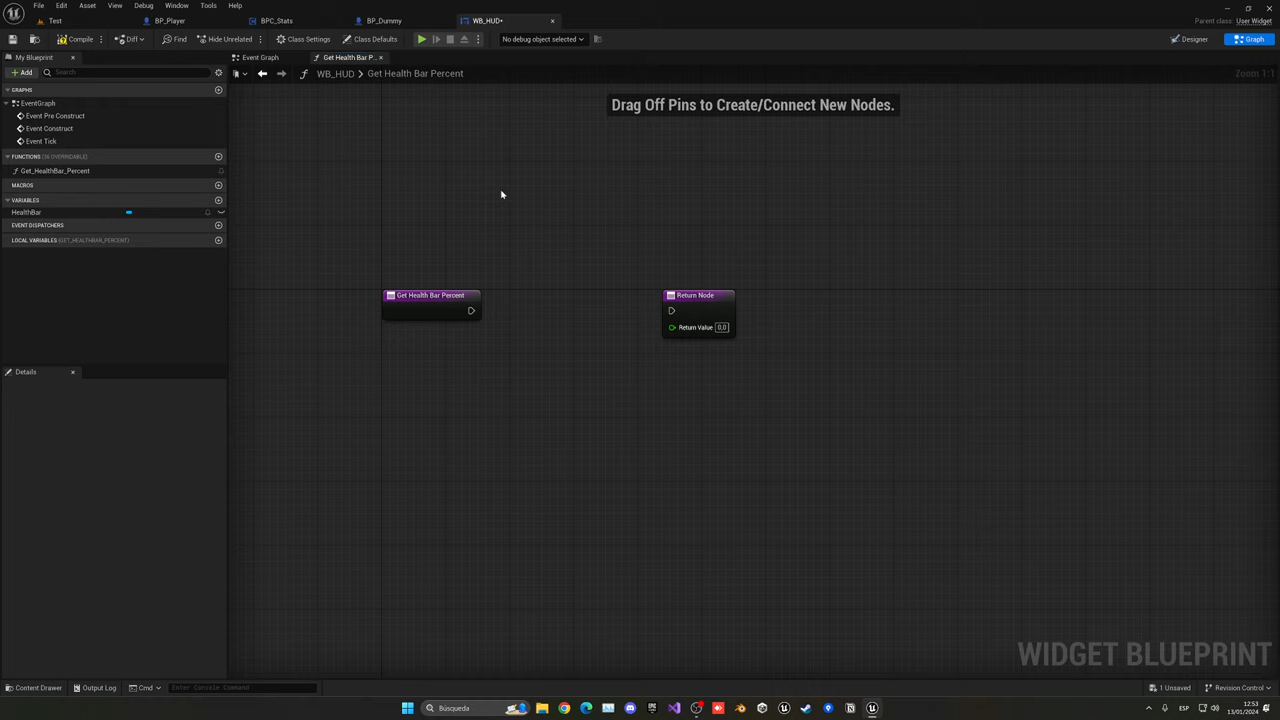 File Edit Asset View Debug Window Tools Help
Test BP_Player BPC_Stats BP_Dummy WB_HUD• Parent class: User Widget
Compile Diff Find Hide Unrelated Class Settings Class Defaults No debug object selected Designer Graph
My Blueprint Event Graph Get Health Bar P...
Add Search WB_HUD > Get Health Bar Percent Zoom 1:1
GRAPHS
EventGraph
Event Pre Construct
Event Construct
Event Tick
FUNCTIONS (36 OVERRIDABLE)
Get_HealthBar_Percent
MACROS
VARIABLES
HealthBar
EVENT DISPATCHERS
LOCAL VARIABLES (GET_HEALTHBAR_PERCENT)
Drag Off Pins to Create/Connect New Nodes.
Get Health Bar Percent
Return Node
Return Value 0,0
Details
WIDGET BLUEPRINT
Content Drawer Output Log Cmd Enter Console Command 1 Unsaved Revision Control
Búsqueda ESP 12:53
13/01/2024